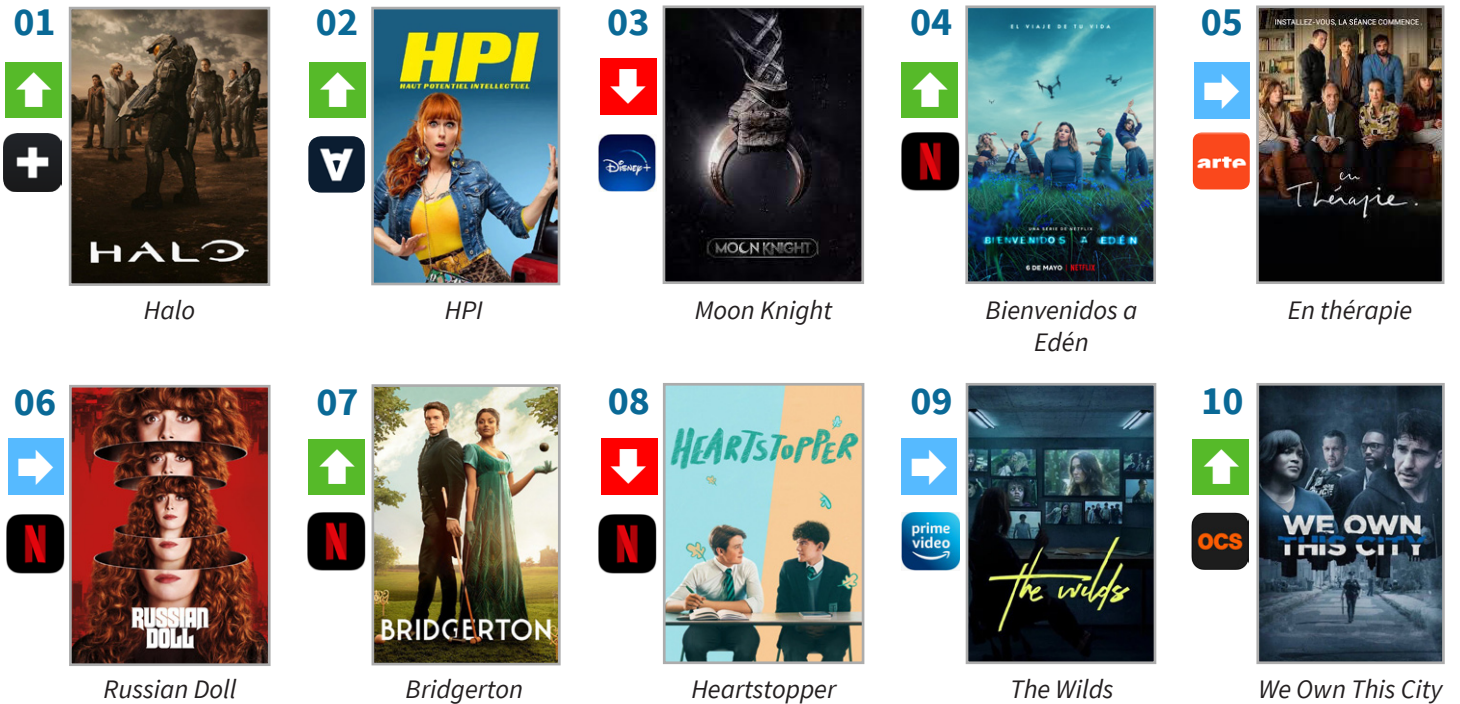 01
HALO
Halo
02
HPI
HAUT POTENTIEL INTELLECTUEL
HPI
03
Disney+
MOON KNIGHT
Moon Knight
04
EL VIAJE DE TU VIDA
N
UNA SERIE DE NETFLIX
BIENVENIDOS A EDÉN
6 DE MAYO | NETFLIX
Bienvenidos a
Edén
05
INSTALLEZ-VOUS, LA SÉANCE COMMENCE.
arte
en
Thérapie.
En thérapie
06
N
RUSSIAN
DOLL
Russian Doll
07
N
BRIDGERTON
Bridgerton
08
N
HEARTSTOPPER
Heartstopper
09
prime
video
the wilds
The Wilds
10
OCS
WE OWN
THIS CITY
We Own This City